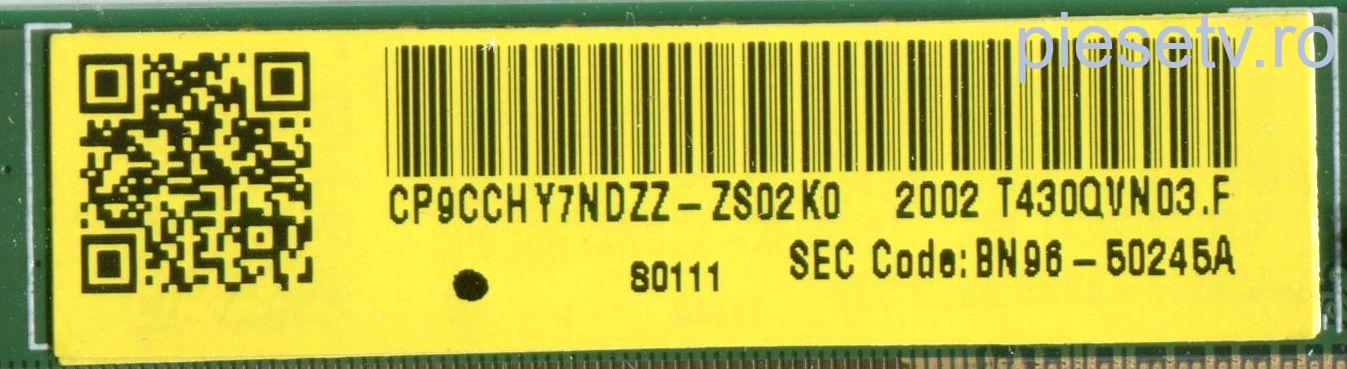 piesetv.ro
CP9CCHY7NDZZ-ZS02K0 2002 T430QVN03.F
S0111 SEC Code:BN96-50245A